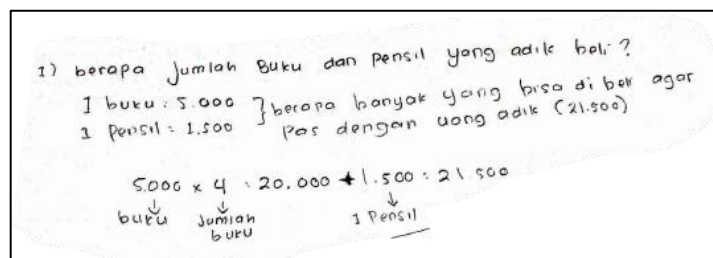 1) berapa Jumlah Buku dan pensil yang adik beli ?
1 buku : 5.000 } berapa banyak yang bisa di beli agar
1 Pensil = 1.500 } Pas dengan uang adik (21.500)
5.000 x 4 : 20.000 + 1.500 : 21.500
↓ ↓ ↓
buku Jumlah 1 Pensil
buku